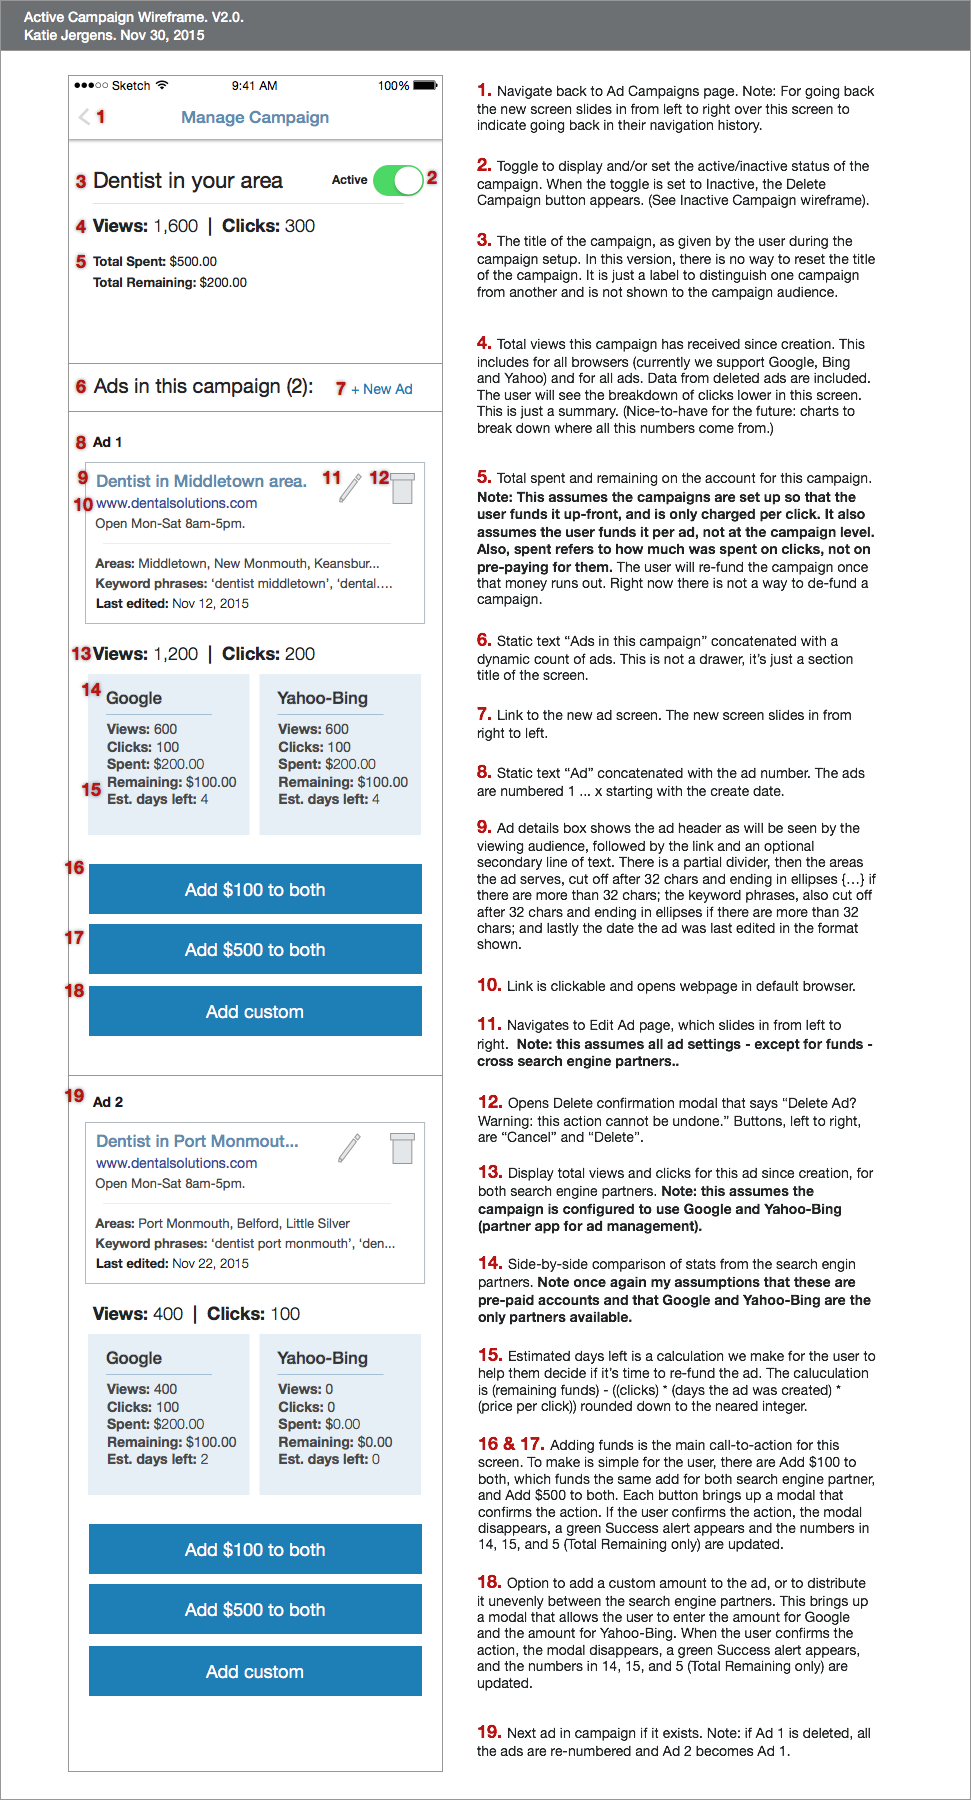 Active Campaign Wireframe. V2.0.
Katie Jergens. Nov 30, 2015
Sketch 9:41 AM 100%
1 Manage Campaign
3 Dentist in your area Active 2
4 Views: 1,600 | Clicks: 300
5 Total Spent: $500.00
Total Remaining: $200.00
6 Ads in this campaign (2): 7 + New Ad
8 Ad 1
9 Dentist in Middletown area. 11 12
10 www.dentalsolutions.com
Open Mon-Sat 8am-5pm.
Areas: Middletown, New Monmouth, Keansbur...
Keyword phrases: ‘dentist middletown’, ‘dental....
Last edited: Nov 12, 2015
13 Views: 1,200 | Clicks: 200
14 Google
Views: 600
Clicks: 100
Spent: $200.00
Remaining: $100.00
15 Est. days left: 4
Yahoo-Bing
Views: 600
Clicks: 100
Spent: $200.00
Remaining: $100.00
Est. days left: 4
16 Add $100 to both
17 Add $500 to both
18 Add custom
19 Ad 2
Dentist in Port Monmout...
www.dentalsolutions.com
Open Mon-Sat 8am-5pm.
Areas: Port Monmouth, Belford, Little Silver
Keyword phrases: ‘dentist port monmouth’, ‘den...
Last edited: Nov 22, 2015
Views: 400 | Clicks: 100
Google
Views: 400
Clicks: 100
Spent: $200.00
Remaining: $100.00
Est. days left: 2
Yahoo-Bing
Views: 0
Clicks: 0
Spent: $0.00
Remaining: $0.00
Est. days left: 0
Add $100 to both
Add $500 to both
Add custom
1. Navigate back to Ad Campaigns page. Note: For going back
the new screen slides in from left to right over this screen to
indicate going back in their navigation history.
2. Toggle to display and/or set the active/inactive status of the
campaign. When the toggle is set to Inactive, the Delete
Campaign button appears. (See Inactive Campaign wireframe).
3. The title of the campaign, as given by the user during the
campaign setup. In this version, there is no way to reset the title
of the campaign. It is just a label to distinguish one campaign
from another and is not shown to the campaign audience.
4. Total views this campaign has received since creation. This
includes for all browsers (currently we support Google, Bing
and Yahoo) and for all ads. Data from deleted ads are included.
The user will see the breakdown of clicks lower in this screen.
This is just a summary. (Nice-to-have for the future: charts to
break down where all this numbers come from.)
5. Total spent and remaining on the account for this campaign.
Note: This assumes the campaigns are set up so that the
user funds it up-front, and is only charged per click. It also
assumes the user funds it per ad, not at the campaign level.
Also, spent refers to how much was spent on clicks, not on
pre-paying for them. The user will re-fund the campaign once
that money runs out. Right now there is not a way to de-fund a
campaign.
6. Static text “Ads in this campaign” concatenated with a
dynamic count of ads. This is not a drawer, it’s just a section
title of the screen.
7. Link to the new ad screen. The new screen slides in from
right to left.
8. Static text “Ad” concatenated with the ad number. The ads
are numbered 1 ... x starting with the create date.
9. Ad details box shows the ad header as will be seen by the
viewing audience, followed by the link and an optional
secondary line of text. There is a partial divider, then the areas
the ad serves, cut off after 32 chars and ending in ellipses {...} if
there are more than 32 chars; the keyword phrases, also cut off
after 32 chars and ending in ellipses if there are more than 32
chars; and lastly the date the ad was last edited in the format
shown.
10. Link is clickable and opens webpage in default browser.
11. Navigates to Edit Ad page, which slides in from left to
right. Note: this assumes all ad settings - except for funds -
cross search engine partners..
12. Opens Delete confirmation modal that says “Delete Ad?
Warning: this action cannot be undone.” Buttons, left to right,
are “Cancel” and “Delete”.
13. Display total views and clicks for this ad since creation, for
both search engine partners. Note: this assumes the
campaign is configured to use Google and Yahoo-Bing
(partner app for ad management).
14. Side-by-side comparison of stats from the search engin
partners. Note once again my assumptions that these are
pre-paid accounts and that Google and Yahoo-Bing are the
only partners available.
15. Estimated days left is a calculation we make for the user to
help them decide if it’s time to re-fund the ad. The caluculation
is (remaining funds) - ((clicks) * (days the ad was created) *
(price per click)) rounded down to the neared integer.
16 & 17. Adding funds is the main call-to-action for this
screen. To make is simple for the user, there are Add $100 to
both, which funds the same add for both search engine partner,
and Add $500 to both. Each button brings up a modal that
confirms the action. If the user confirms the action, the modal
disappears, a green Success alert appears and the numbers in
14, 15, and 5 (Total Remaining only) are updated.
18. Option to add a custom amount to the ad, or to distribute
it unevenly between the search engine partners. This brings up
a modal that allows the user to enter the amount for Google
and the amount for Yahoo-Bing. When the user confirms the
action, the modal disappears, a green Success alert appears,
and the numbers in 14, 15, and 5 (Total Remaining only) are
updated.
19. Next ad in campaign if it exists. Note: if Ad 1 is deleted, all
the ads are re-numbered and Ad 2 becomes Ad 1.